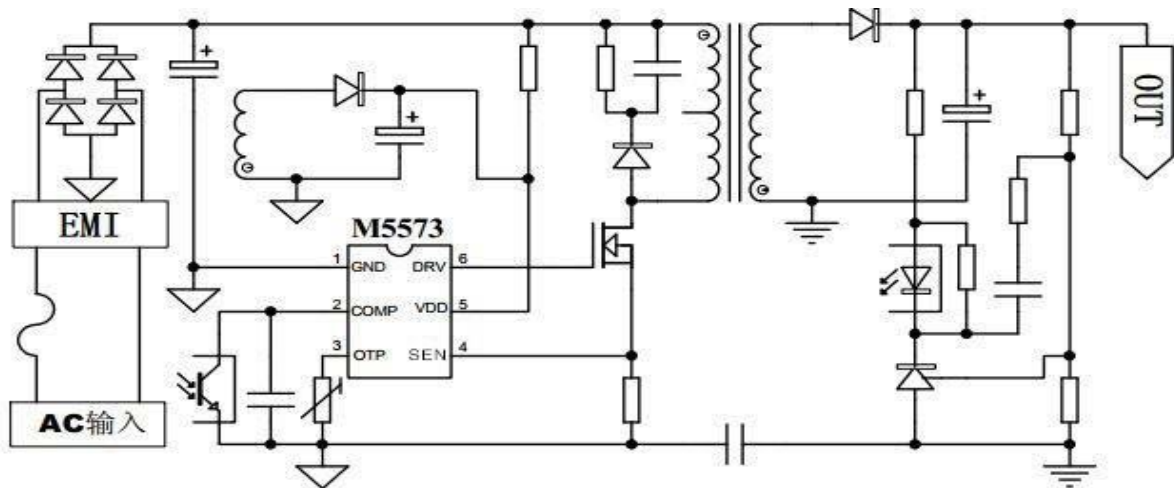 OUT
EMI
M5573
1 GND DRV 6
2 COMP VDD 5
3 OTP SEN 4
AC输入
+
+
+